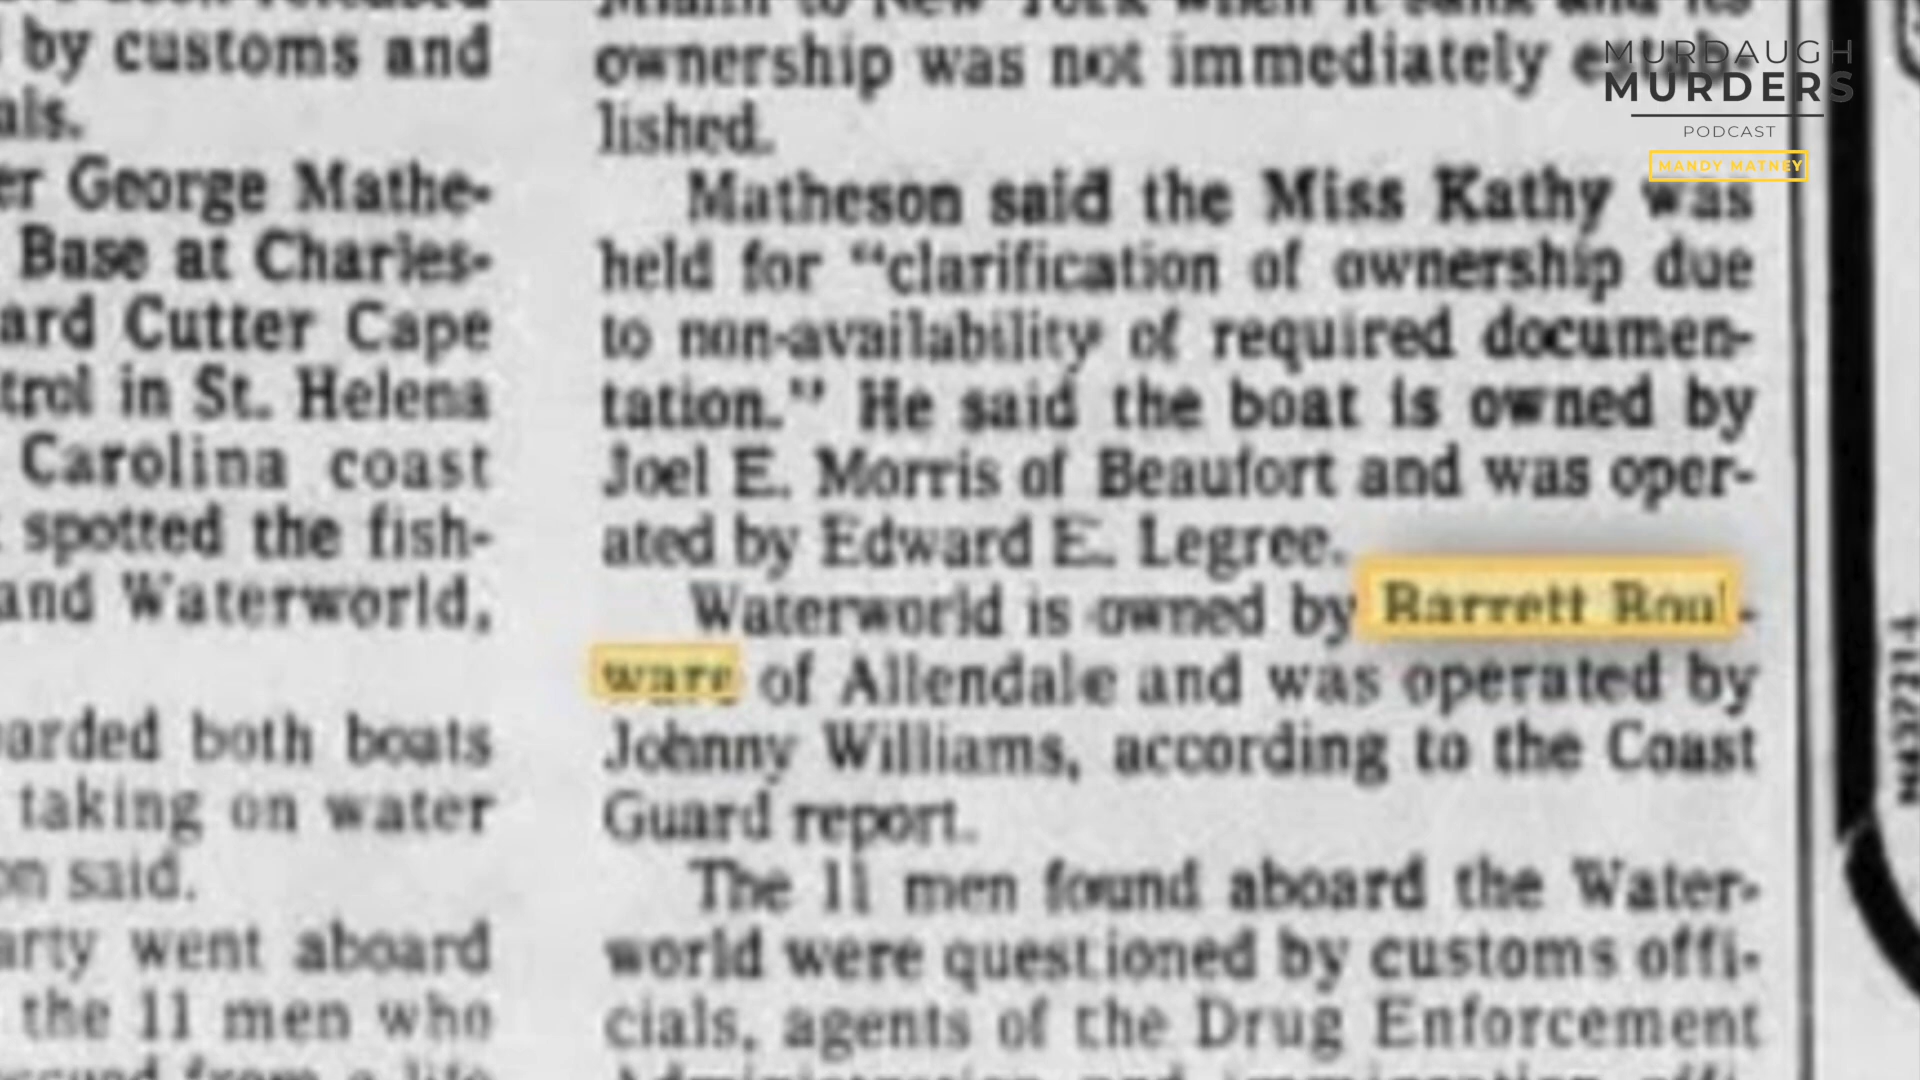 by customs and
als.
er George Mathe-
Base at Charles-
ard Cutter Cape
trol in St. Helena
Carolina coast
spotted the fish-
and Waterworld,
arded both boats
taking on water
on said.
arty went aboard
the 11 men who
Miami to New York when it sank and its
ownership was not immediately estab-
lished.
Matheson said the Miss Kathy was
held for "clarification of ownership due
to non-availability of required documen-
tation." He said the boat is owned by
Joel E. Morris of Beaufort and was oper-
ated by Edward E. Legree.
Waterworld is owned by Barrett Boul-
ware of Allendale and was operated by
Johnny Williams, according to the Coast
Guard report.
The 11 men found aboard the Water-
world were questioned by customs offi-
cials, agents of the Drug Enforcement
MURDAUGH
MURDERS
PODCAST
MANDY MATNEY